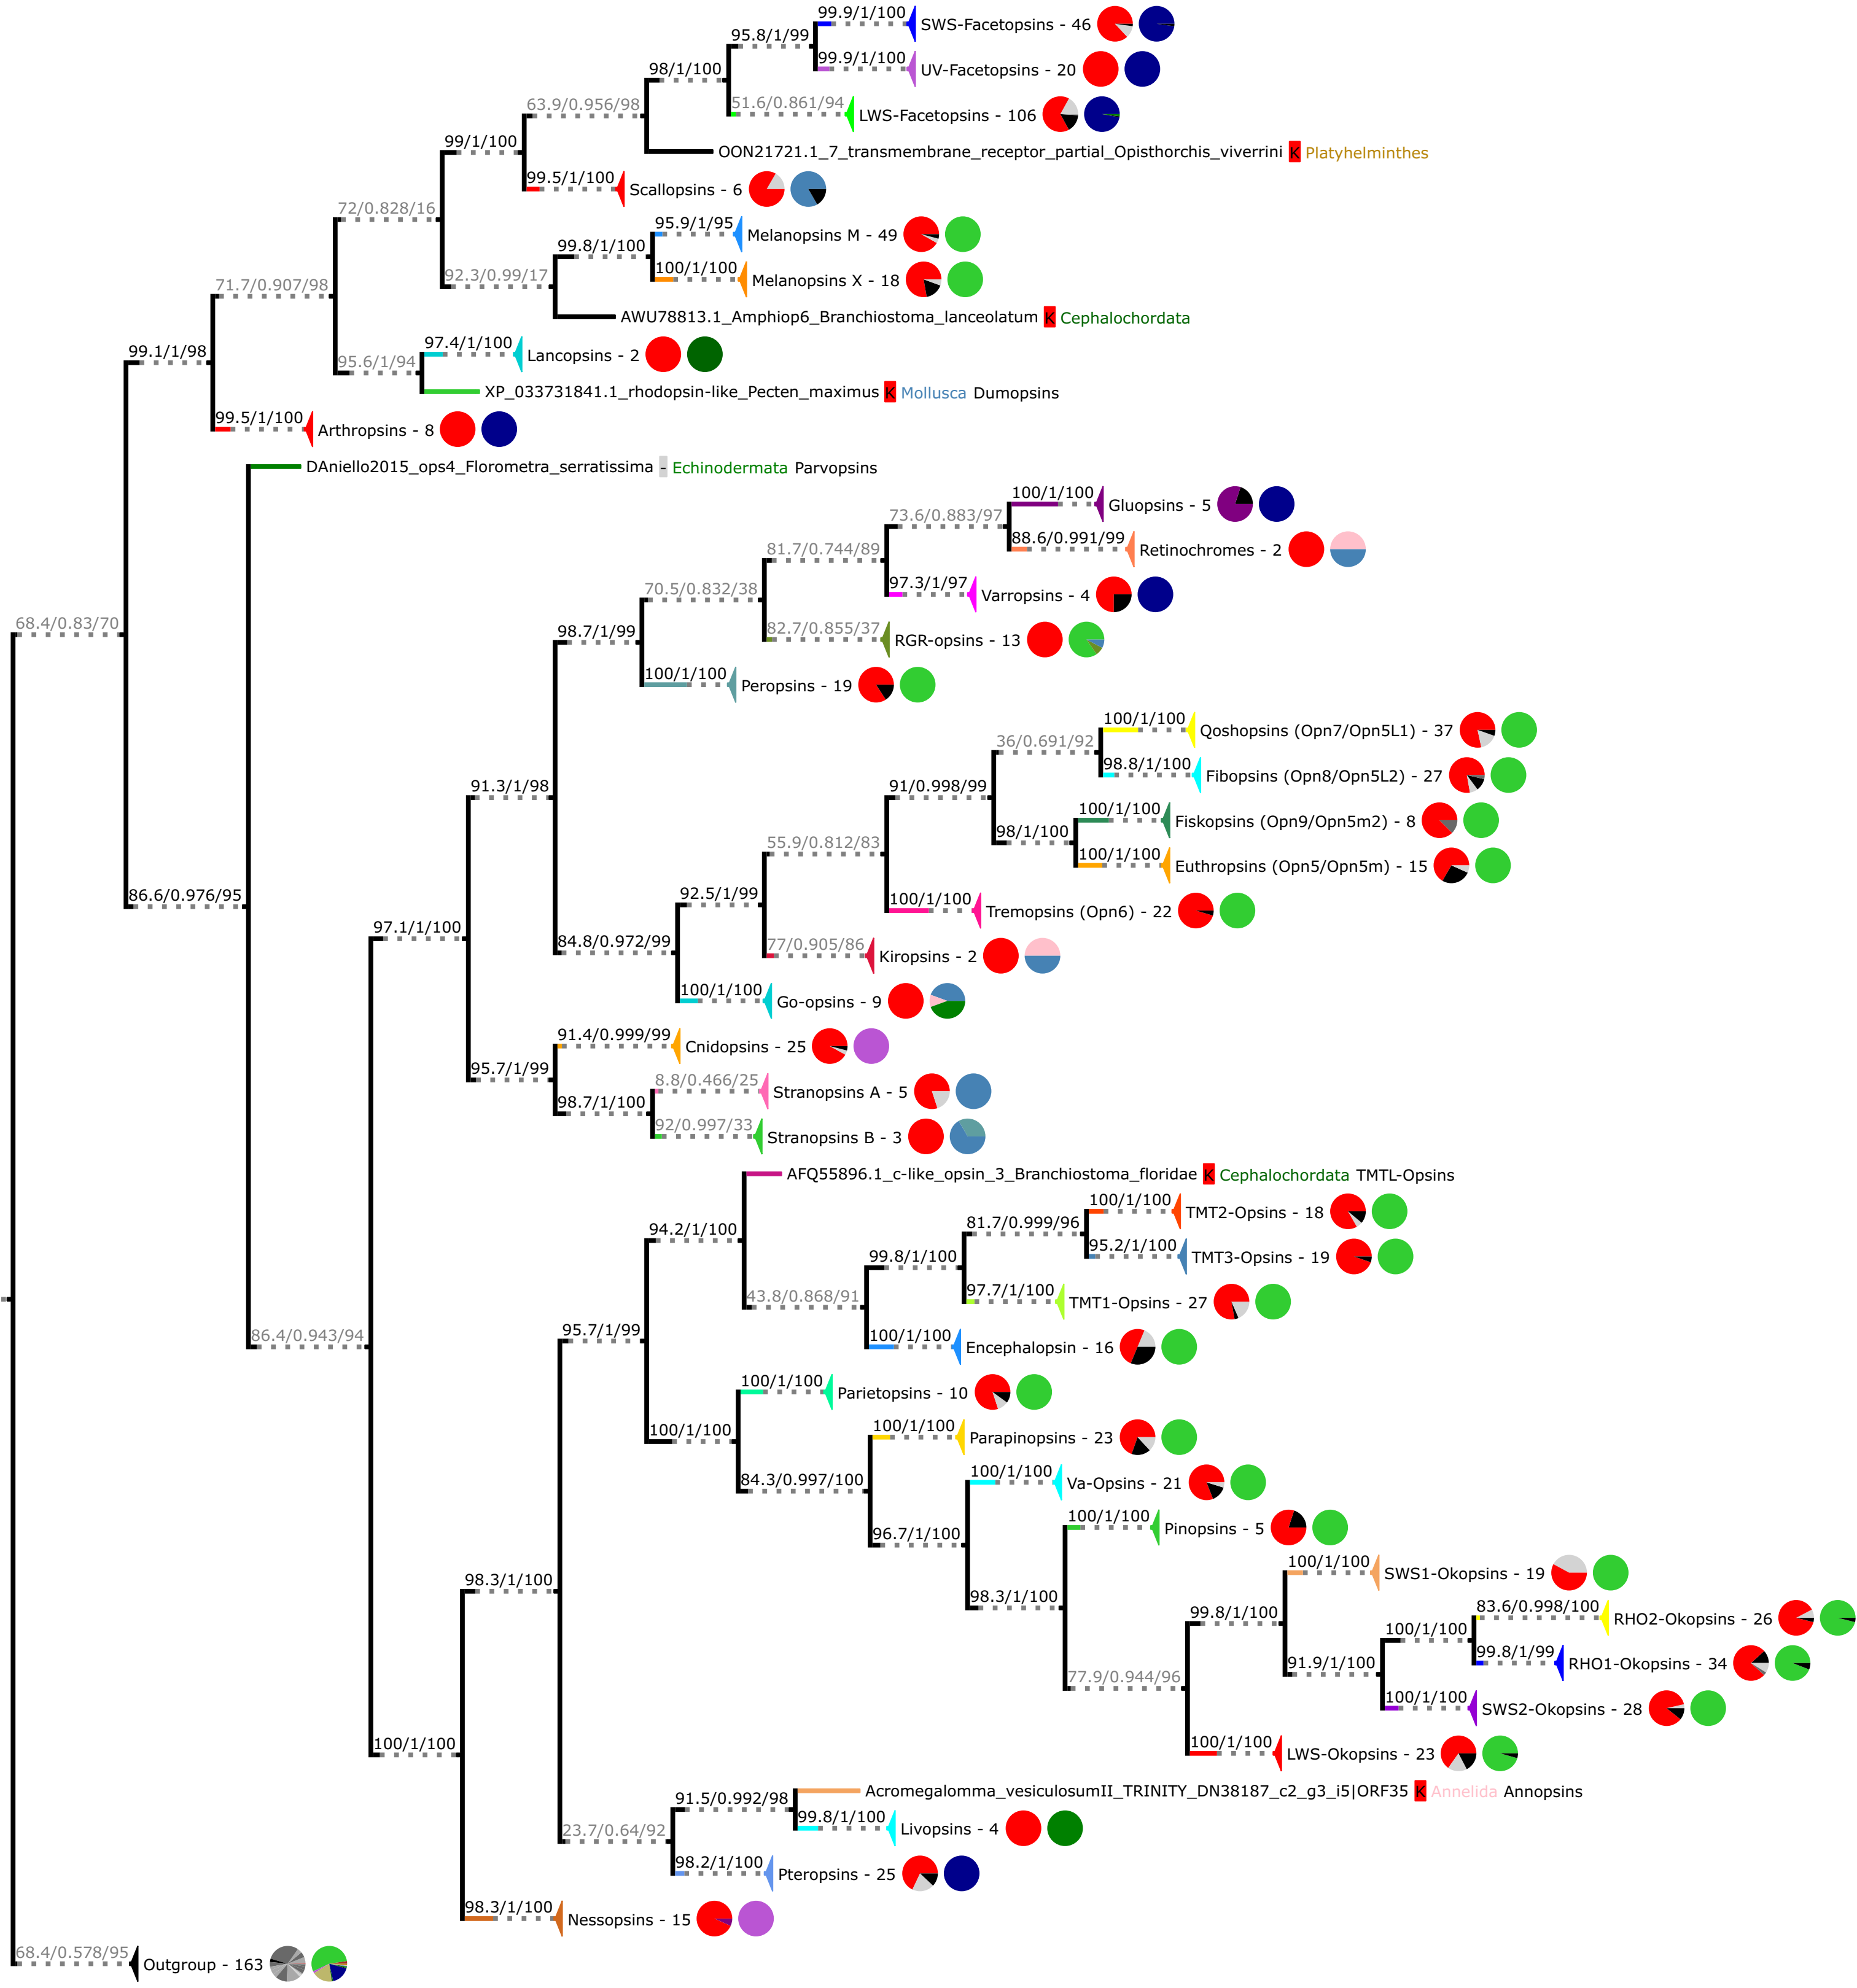 99.9/1/100
SWS-Facetopsins - 46
95.8/1/99
99.9/1/100
UV-Facetopsins - 20
98/1/100
51.6/0.861/94
LWS-Facetopsins - 106
63.9/0.956/98
OON21721.1_7_transmembrane_receptor_partial_Opisthorchis_viverrini K Platyhelminthes
99/1/100
99.5/1/100
Scallopsins - 6
72/0.828/16
95.9/1/95
Melanopsins M - 49
99.8/1/100
100/1/100
Melanopsins X - 18
92.3/0.99/17
AWU78813.1_Amphiop6_Branchiostoma_lanceolatum K Cephalochordata
71.7/0.907/98
97.4/1/100
Lancopsins - 2
95.6/1/94
XP_033731841.1_rhodopsin-like_Pecten_maximus K Mollusca Dumopsins
99.1/1/98
99.5/1/100
Arthropsins - 8
DAniello2015_ops4_Florometra_serratissima - Echinodermata Parvopsins
68.4/0.83/70
100/1/100
Gluopsins - 5
73.6/0.883/97
88.6/0.991/99
Retinochromes - 2
81.7/0.744/89
97.3/1/97
Varropsins - 4
70.5/0.832/38
82.7/0.855/37
RGR-opsins - 13
98.7/1/99
100/1/100
Peropsins - 19
100/1/100
Qoshopsins (Opn7/Opn5L1) - 37
36/0.691/92
98.8/1/100
Fibopsins (Opn8/Opn5L2) - 27
91.3/1/98
91/0.998/99
100/1/100
Fiskopsins (Opn9/Opn5m2) - 8
98/1/100
100/1/100
Euthropsins (Opn5/Opn5m) - 15
55.9/0.812/83
100/1/100
Tremopsins (Opn6) - 22
92.5/1/99
86.6/0.976/95
97.1/1/100
84.8/0.972/99
77/0.905/86
Kiropsins - 2
100/1/100
Go-opsins - 9
91.4/0.999/99
Cnidopsins - 25
95.7/1/99
8.8/0.466/25
Stranopsins A - 5
98.7/1/100
92/0.997/33
Stranopsins B - 3
AFQ55896.1_c-like_opsin_3_Branchiostoma_floridae K Cephalochordata TMTL-Opsins
100/1/100
TMT2-Opsins - 18
94.2/1/100
81.7/0.999/96
95.2/1/100
TMT3-Opsins - 19
99.8/1/100
97.7/1/100
TMT1-Opsins - 27
43.8/0.868/91
86.4/0.943/94
95.7/1/99
100/1/100
Encephalopsin - 16
100/1/100
Parietopsins - 10
100/1/100
100/1/100
Parapinopsins - 23
84.3/0.997/100
100/1/100
Va-Opsins - 21
96.7/1/100
100/1/100
Pinopsins - 5
98.3/1/100
98.3/1/100
100/1/100
SWS1-Okopsins - 19
99.8/1/100
83.6/0.998/100
RHO2-Okopsins - 26
100/1/100
99.8/1/99
RHO1-Okopsins - 34
91.9/1/100
77.9/0.944/96
100/1/100
SWS2-Okopsins - 28
100/1/100
100/1/100
LWS-Okopsins - 23
Acromegalomma_vesiculosumII_TRINITY_DN38187_c2_g3_i5|ORF35 K Annelida Annopsins
91.5/0.992/98
99.8/1/100
Livopsins - 4
23.7/0.64/92
98.2/1/100
Pteropsins - 25
98.3/1/100
Nessopsins - 15
68.4/0.578/95
Outgroup - 163